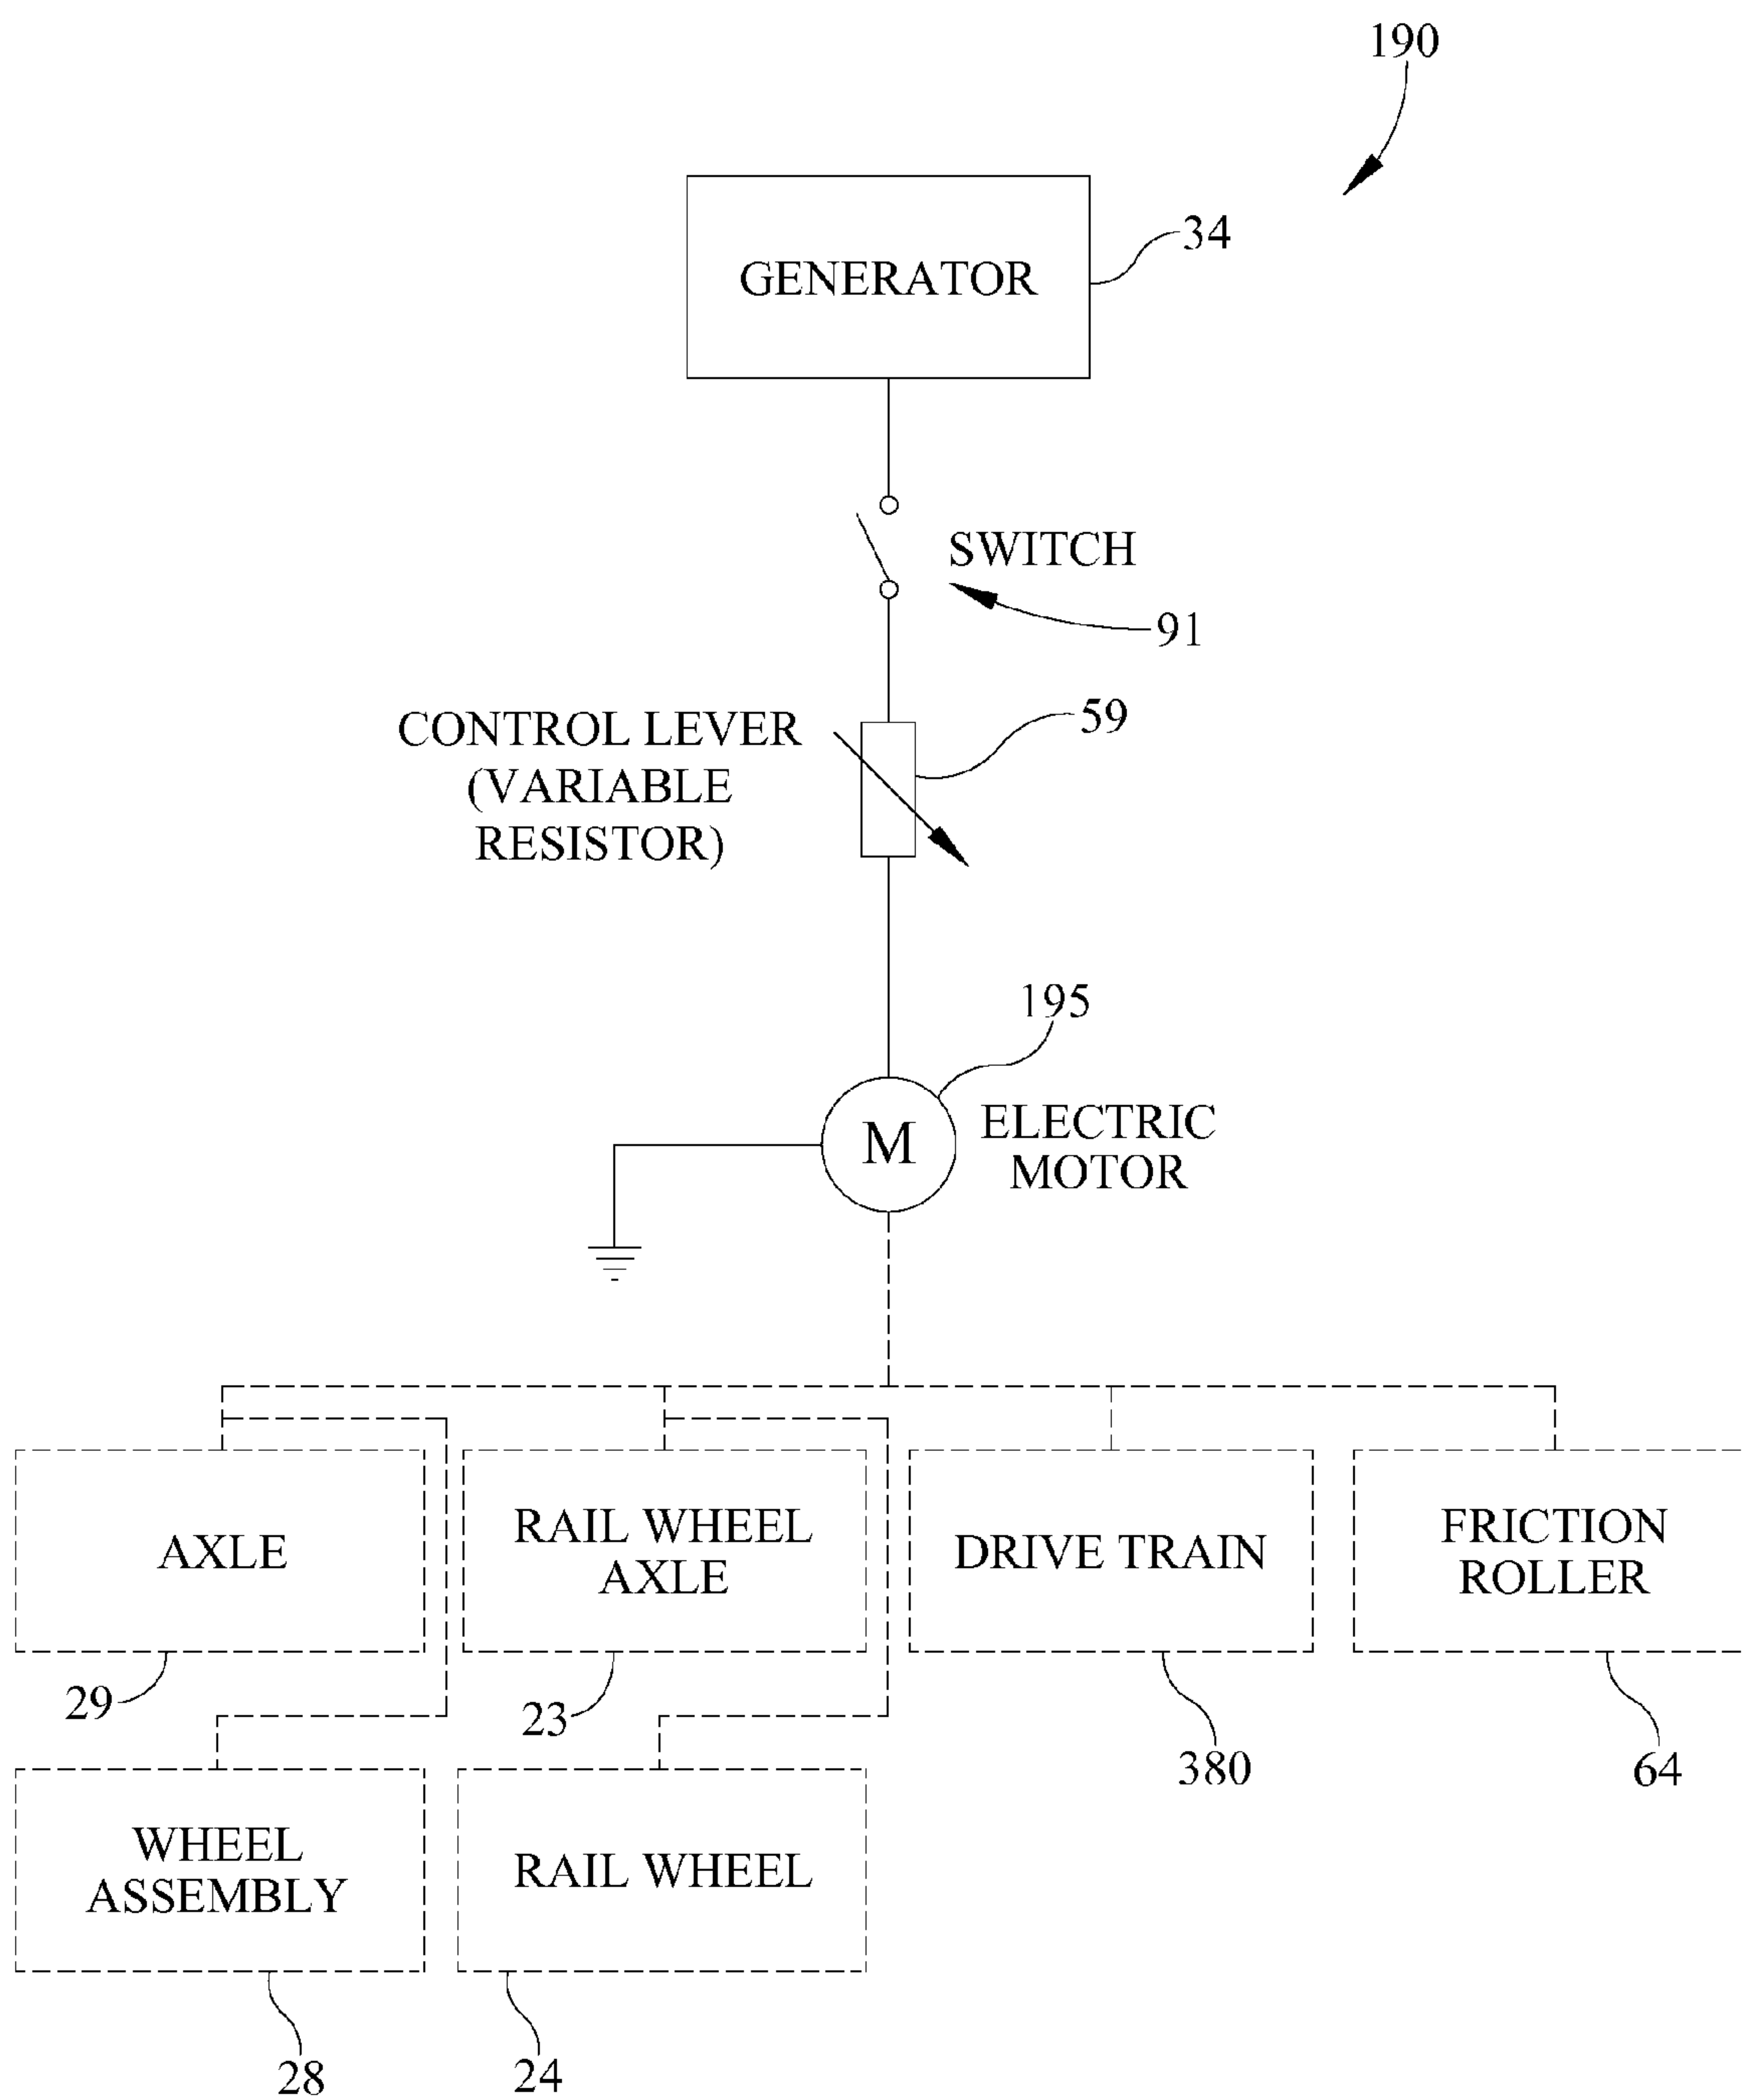 190
GENERATOR
34
SWITCH
91
CONTROL LEVER
(VARIABLE
RESISTOR)
59
195
M
ELECTRIC
MOTOR
AXLE
29
RAIL WHEEL
AXLE
23
DRIVE TRAIN
380
FRICTION
ROLLER
64
WHEEL
ASSEMBLY
28
RAIL WHEEL
24